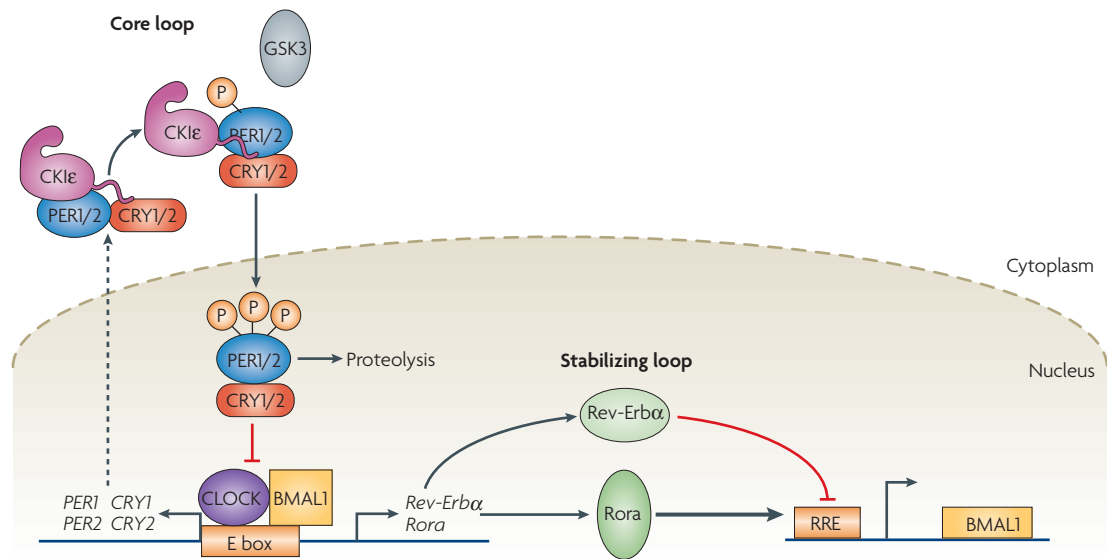 Core loop
GSK3
P
CKIε
PER1/2
CRY1/2
CKIε
PER1/2
CRY1/2
Cytoplasm
Nucleus
P
P
P
PER1/2
Proteolysis
CRY1/2
Stabilizing loop
Rev-Erbα
CLOCK
BMAL1
E box
PER1 CRY1
PER2 CRY2
Rev-Erbα
Rora
Rora
RRE
BMAL1